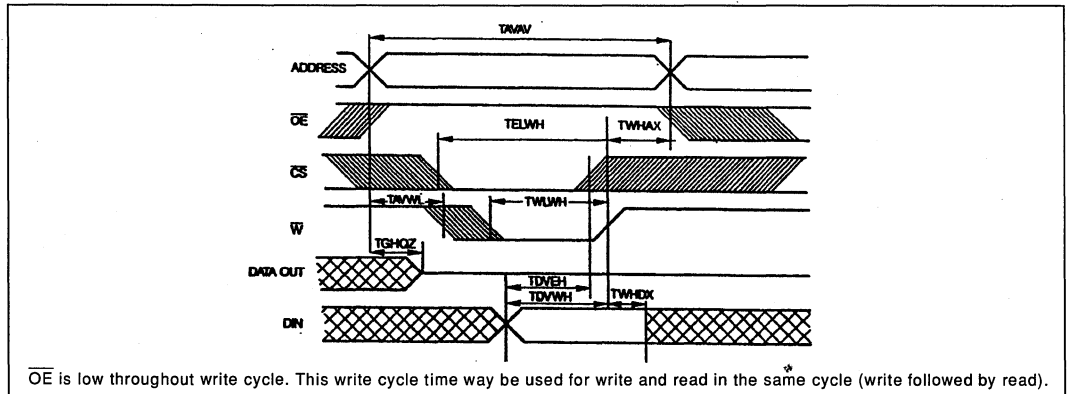 TAVAV
ADDRESS
OE
TELWH
TWHAX
CS
TAVWL
TWLWH
W
TGHQZ
DATA OUT
TDVEH
TDVWH
TWHDX
DIN
OE is low throughout write cycle. This write cycle time way be used for write and read in the same cycle (write followed by read).